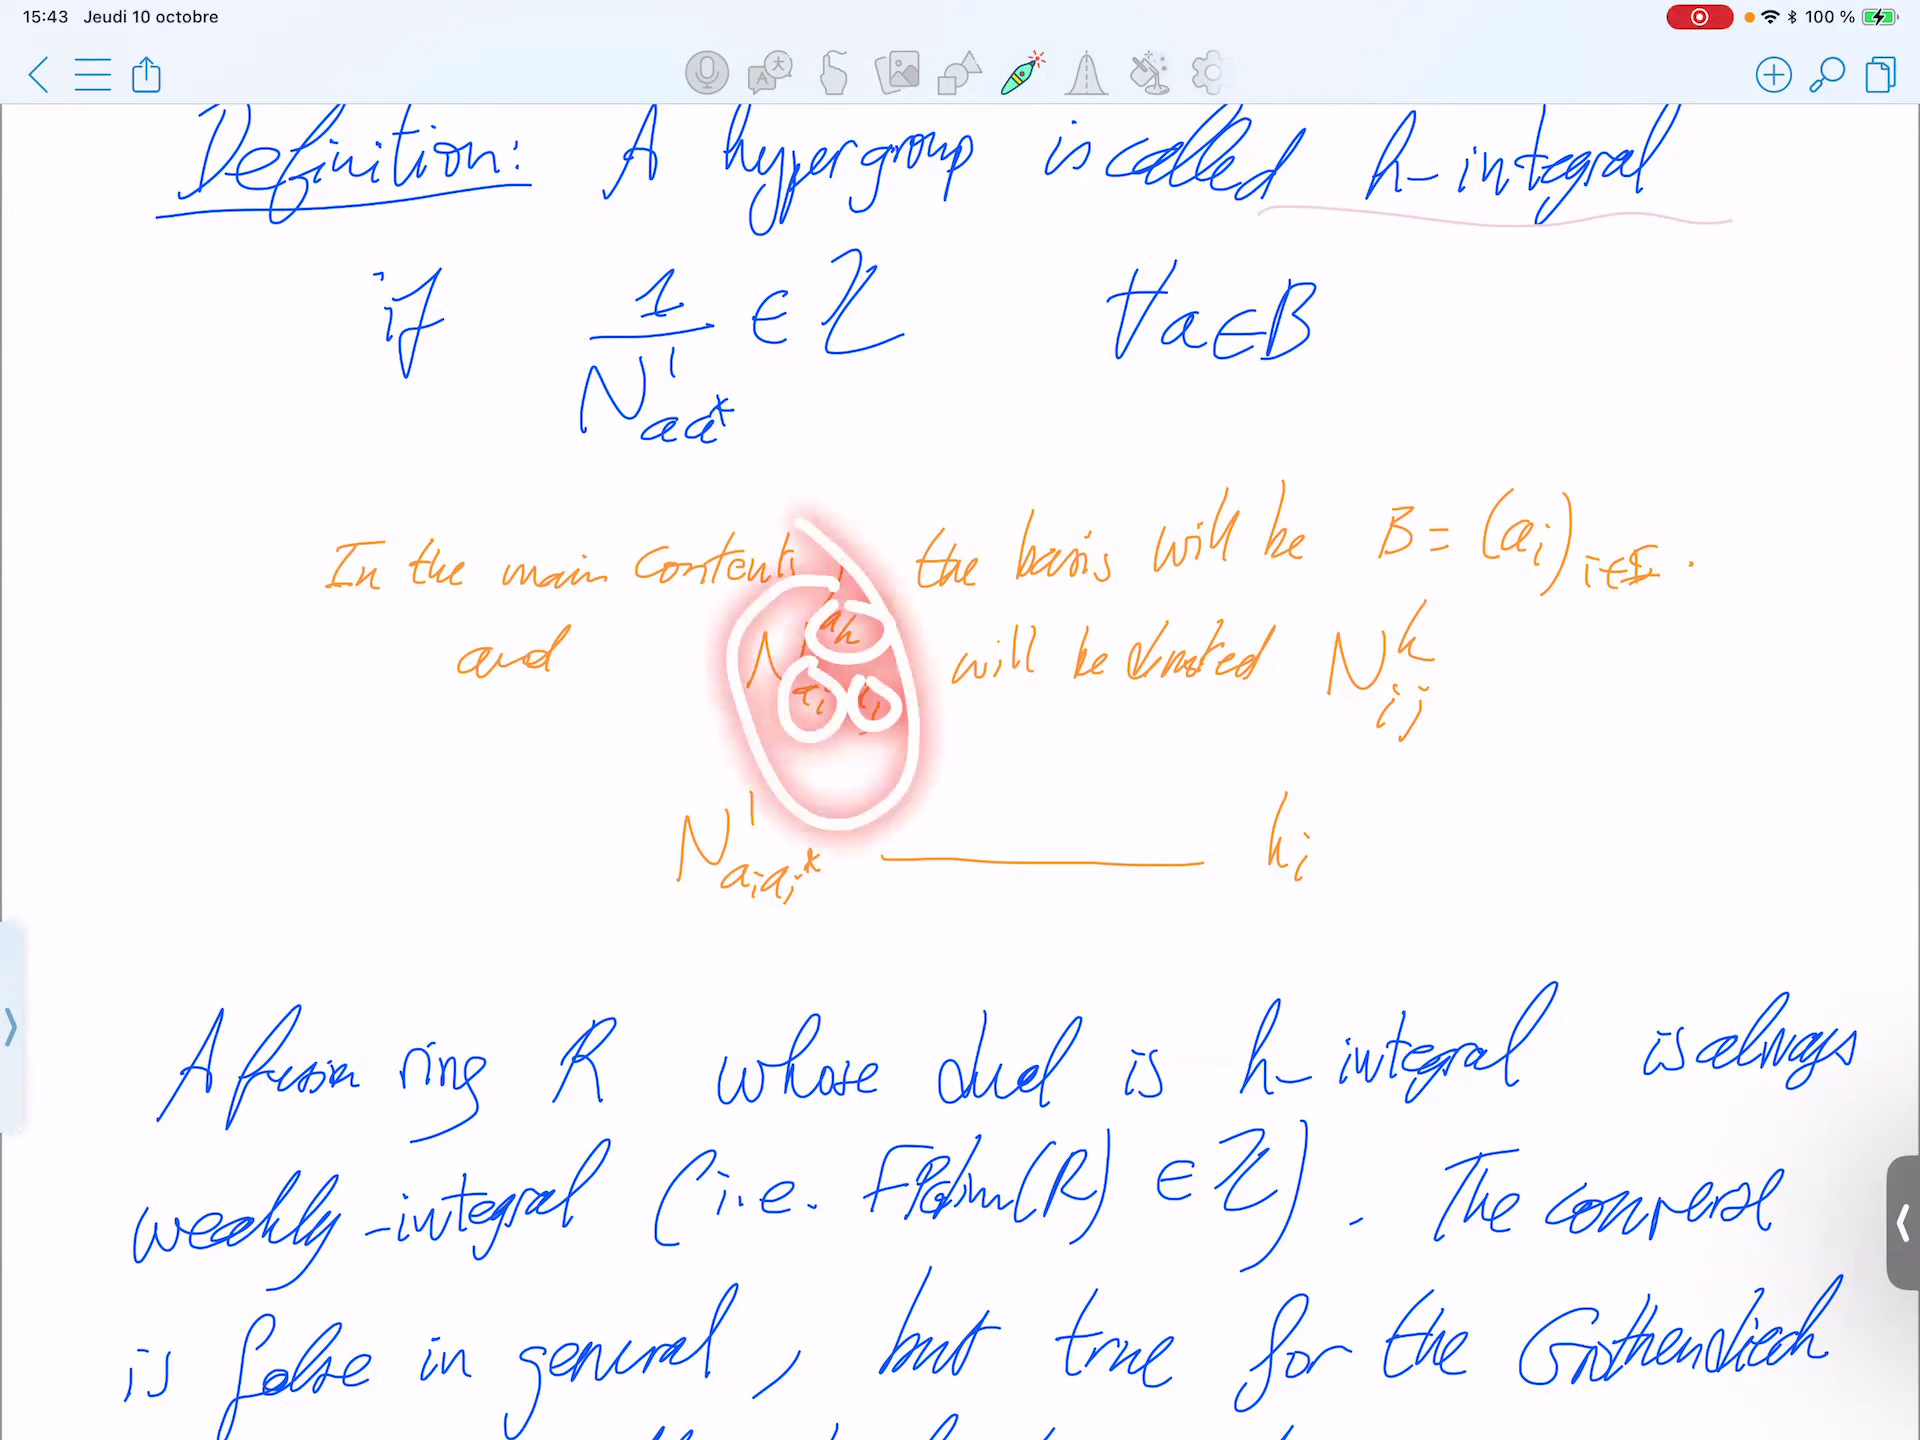 15:43 Jeudi 10 octobre 100 %
Definition: A hypergroup is called h-integral
if 1/N^1_{aa*} ∈ ℤ ∀a∈B
In the main content, the basis will be B = (a_i)_{i∈I}.
and N^{a_k}_{a_i a_j} will be denoted N^k_{ij}
N^1_{a_i a_i*} ——— h_i
A fusion ring R whose dual is h-integral is always
weakly-integral (i.e. FPdim(R) ∈ ℤ). The converse
is false in general, but true for the Grothendieck